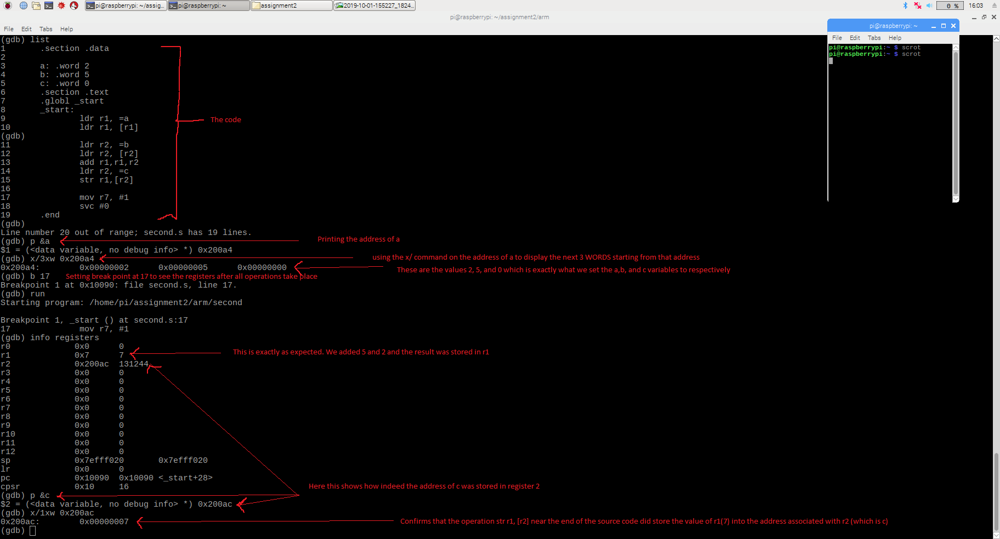 pi@raspberrypi: ~/assig...
pi@raspberrypi: ~
assignment2
2019-10-01-155227_1824...
0 %
16:03
pi@raspberrypi: ~/assignment2/arm
File Edit Tabs Help
pi@raspberrypi: ~
File Edit Tabs Help
pi@raspberrypi:~ $ scrot
pi@raspberrypi:~ $ scrot
(gdb) list
1 .section .data
2
3 a: .word 2
4 b: .word 5
5 c: .word 0
6 .section .text
7 .globl _start
8 _start:
9 ldr r1, =a
The code
10 ldr r1, [r1]
(gdb)
11 ldr r2, =b
12 ldr r2, [r2]
13 add r1,r1,r2
14 ldr r2, =c
15 str r1,[r2]
16
17 mov r7, #1
18 svc #0
19 .end
(gdb)
Line number 20 out of range; second.s has 19 lines.
(gdb) p &a
Printing the address of a
$1 = (<data variable, no debug info> *) 0x200a4
(gdb) x/3xw 0x200a4
using the x/ command on the address of a to display the next 3 WORDS starting from that address
0x200a4: 0x00000002 0x00000005 0x00000000
These are the values 2, 5, and 0 which is exactly what we set the a,b, and c variables to respectively
(gdb) b 17
Setting break point at 17 to see the registers after all operations take place
Breakpoint 1 at 0x10090: file second.s, line 17.
(gdb) run
Starting program: /home/pi/assignment2/arm/second
Breakpoint 1, _start () at second.s:17
17 mov r7, #1
(gdb) info registers
r0 0x0 0
r1 0x7 7
This is exactly as expected. We added 5 and 2 and the result was stored in r1
r2 0x200ac 131244
r3 0x0 0
r4 0x0 0
r5 0x0 0
r6 0x0 0
r7 0x0 0
r8 0x0 0
r9 0x0 0
r10 0x0 0
r11 0x0 0
r12 0x0 0
sp 0x7efff020 0x7efff020
lr 0x0 0
pc 0x10090 0x10090 <_start+28>
cpsr 0x10 16
Here this shows how indeed the address of c was stored in register 2
(gdb) p &c
$2 = (<data variable, no debug info> *) 0x200ac
(gdb) x/1xw 0x200ac
0x200ac: 0x00000007
Confirms that the operation str r1, [r2] near the end of the source code did store the value of r1(7) into the address associated with r2 (which is c)
(gdb)